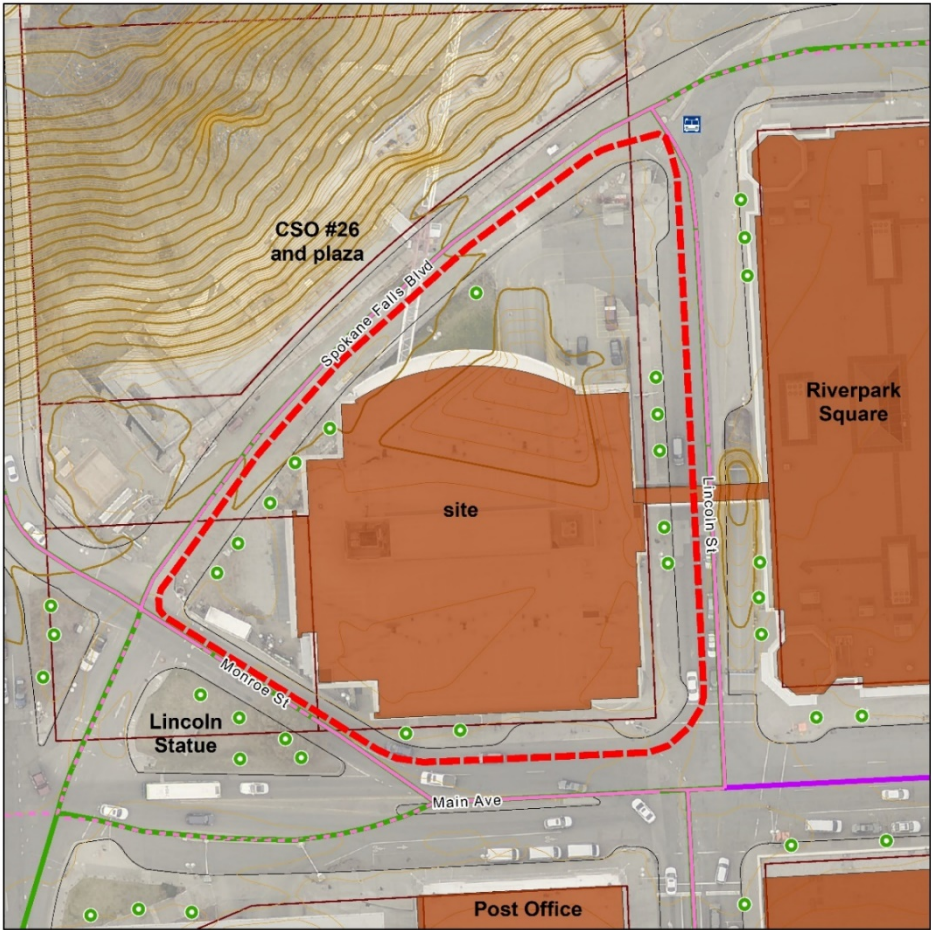 CSO #26
and plaza
Spokane Falls Blvd
Riverpark
Square
site
Lincoln St
Monroe St
Lincoln
Statue
Main Ave
Post Office